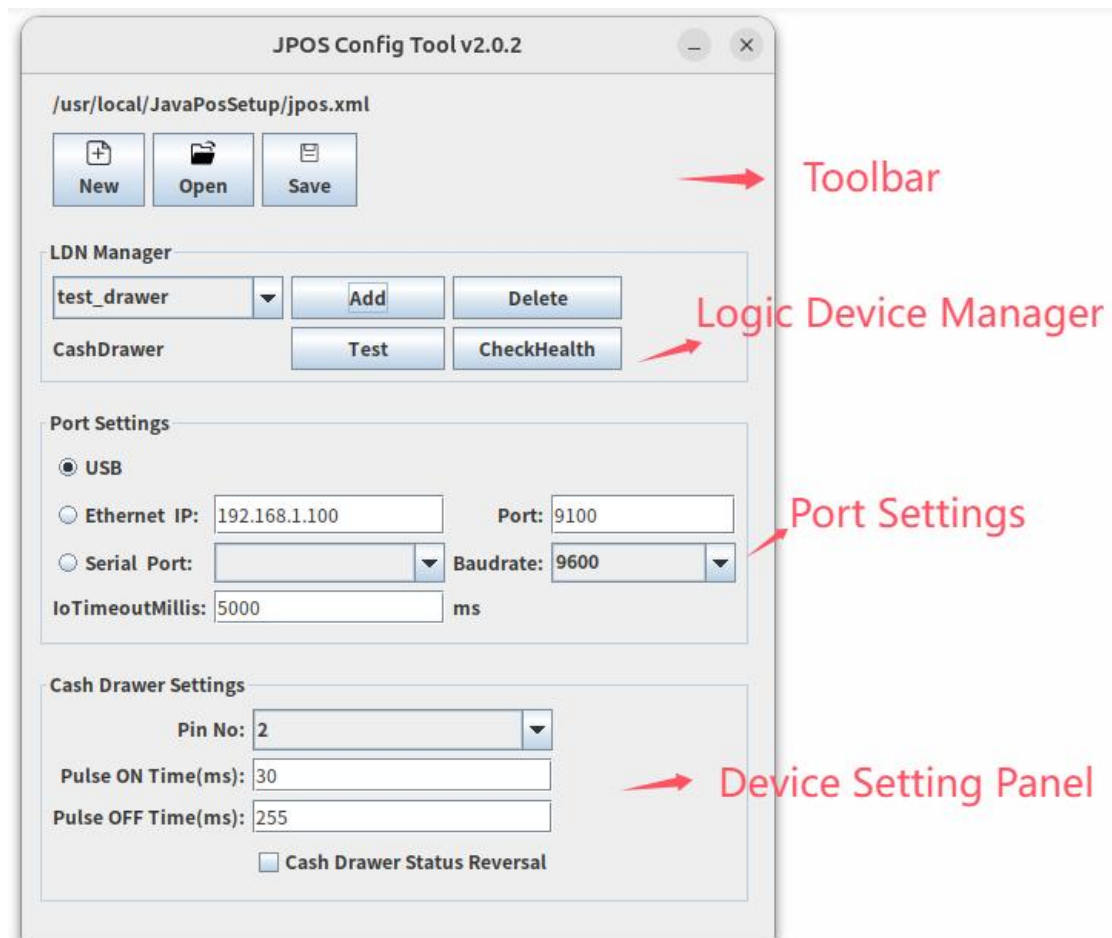 JPOS Config Tool v2.0.2
/usr/local/JavaPosSetup/jpos.xml
New Open Save
Toolbar
LDN Manager
test_drawer Add Delete
Logic Device Manager
CashDrawer Test CheckHealth
Port Settings
USB
Ethernet IP: 192.168.1.100 Port: 9100
Port Settings
Serial Port: Baudrate: 9600
IoTimeoutMillis: 5000 ms
Cash Drawer Settings
Pin No: 2
Pulse ON Time(ms): 30
Device Setting Panel
Pulse OFF Time(ms): 255
Cash Drawer Status Reversal